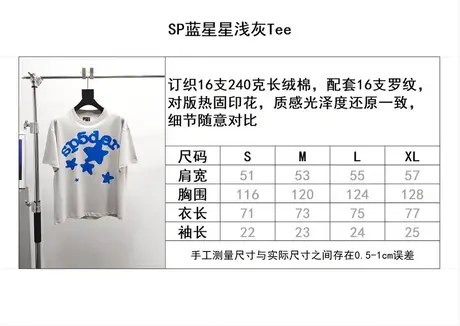 SP蓝星星浅灰Tee
订织16支240克长绒棉，配套16支罗纹，
对版热固印花，质感光泽度还原一致，
细节随意对比
sp5der
尺码 S M L XL
肩宽 51 53 55 57
胸围 116 120 124 128
衣长 71 73 75 77
袖长 22 23 24 25
手工测量尺寸与实际尺寸之间存在0.5-1cm误差